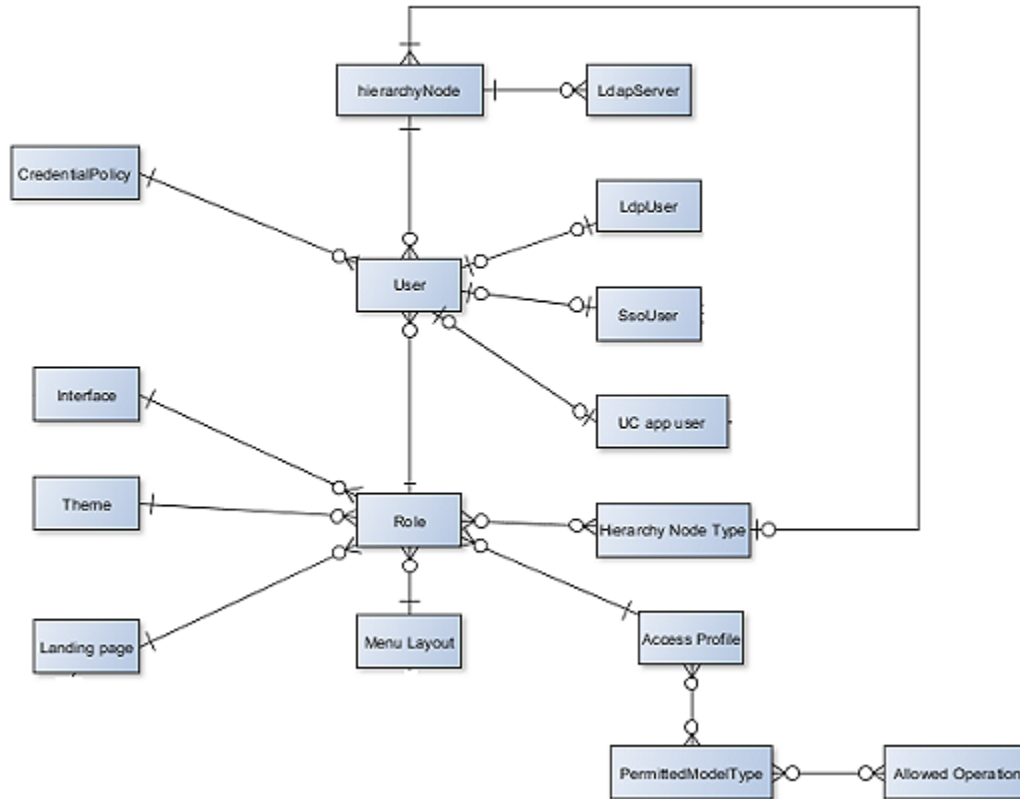 hierarchyNode
LdapServer
CredentialPolicy
LdpUser
User
SsoUser
Interface
UC app user
Theme
Role
Hierarchy Node Type
Landing page
Menu Layout
Access Profile
PermittedModelType
Allowed Operation